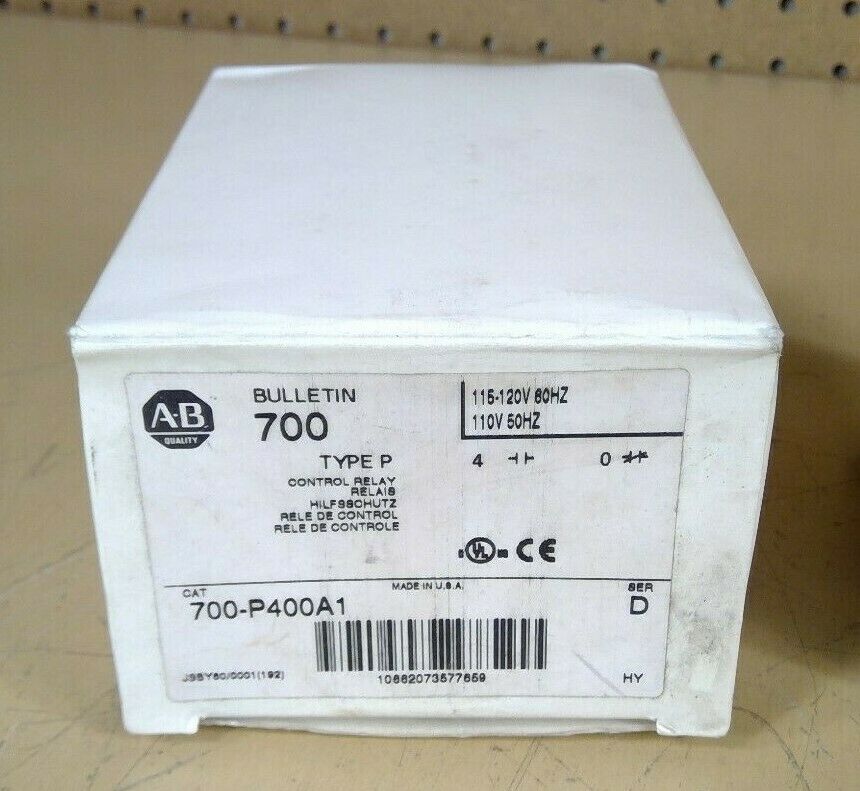 A-B
QUALITY
BULLETIN
700
TYPE P
CONTROL RELAY
RELAIS
HILFSSCHUTZ
RELE DE CONTROL
RELE DE CONTROLE
115-120V 60HZ
110V 50HZ
4 0
UL CE
CAT
700-P400A1
MADE IN U.S.A.
SER
D
10662073577659
HY